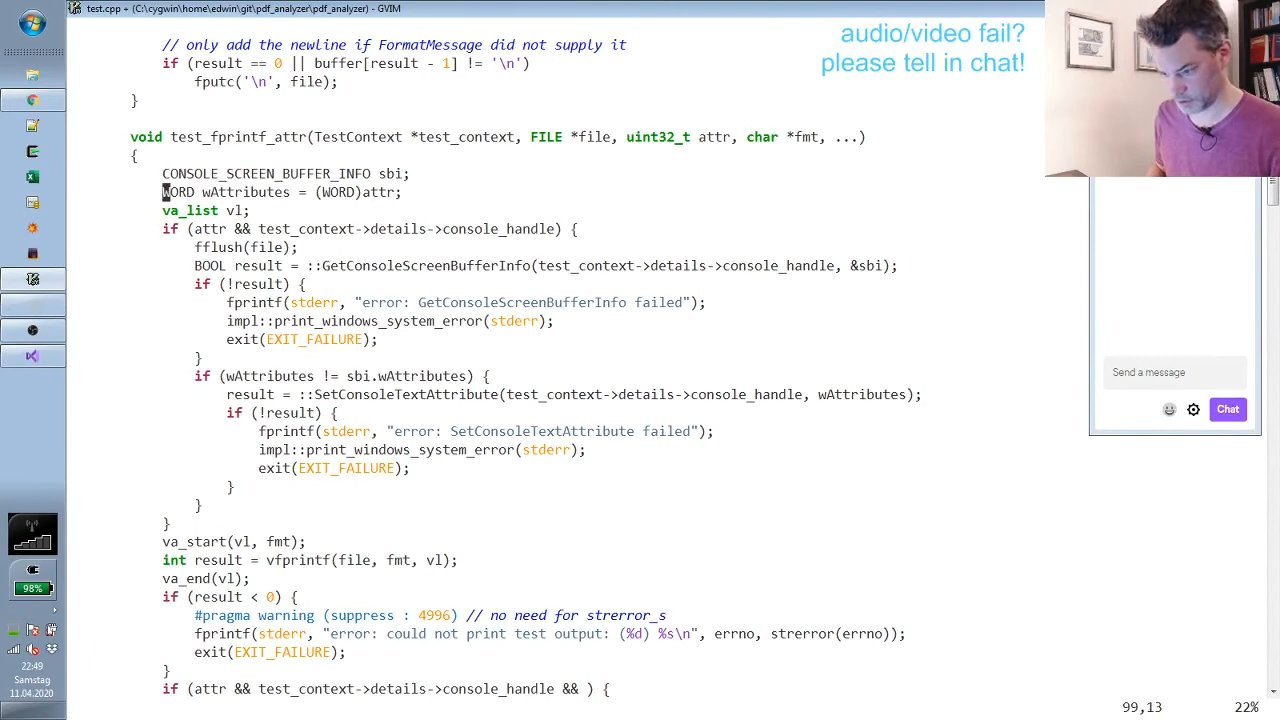 test.cpp + (C:\cygwin\home\edwin\git\pdf_analyzer\pdf_analyzer) - GVIM
audio/video fail?
please tell in chat!
// only add the newline if FormatMessage did not supply it
if (result == 0 || buffer[result - 1] != '\n')
fputc('\n', file);
}
void test_fprintf_attr(TestContext *test_context, FILE *file, uint32_t attr, char *fmt, ...)
{
CONSOLE_SCREEN_BUFFER_INFO sbi;
WORD wAttributes = (WORD)attr;
va_list vl;
if (attr && test_context->details->console_handle) {
fflush(file);
BOOL result = ::GetConsoleScreenBufferInfo(test_context->details->console_handle, &sbi);
if (!result) {
fprintf(stderr, "error: GetConsoleScreenBufferInfo failed");
impl::print_windows_system_error(stderr);
exit(EXIT_FAILURE);
}
if (wAttributes != sbi.wAttributes) {
result = ::SetConsoleTextAttribute(test_context->details->console_handle, wAttributes);
if (!result) {
fprintf(stderr, "error: SetConsoleTextAttribute failed");
impl::print_windows_system_error(stderr);
exit(EXIT_FAILURE);
}
}
}
va_start(vl, fmt);
int result = vfprintf(file, fmt, vl);
va_end(vl);
if (result < 0) {
#pragma warning (suppress : 4996) // no need for strerror_s
fprintf(stderr, "error: could not print test output: (%d) %s\n", errno, strerror(errno));
exit(EXIT_FAILURE);
}
if (attr && test_context->details->console_handle && ) {
99,13
22%
Send a message
Chat
98%
22:49
Samstag
11.04.2020